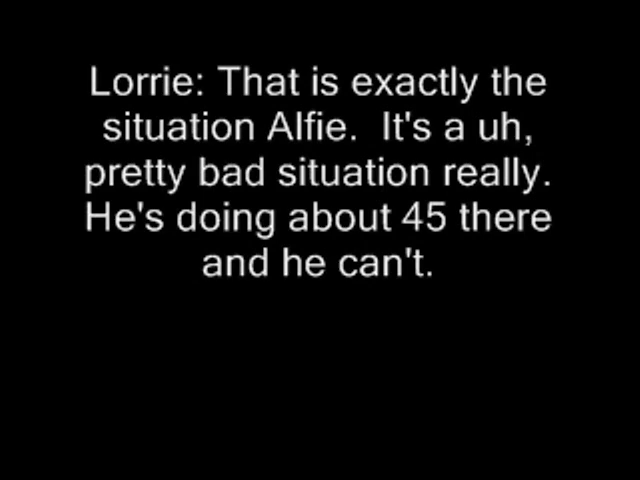 Lorrie: That is exactly the
situation Alfie.  It's a uh,
pretty bad situation really.
He's doing about 45 there
and he can't.